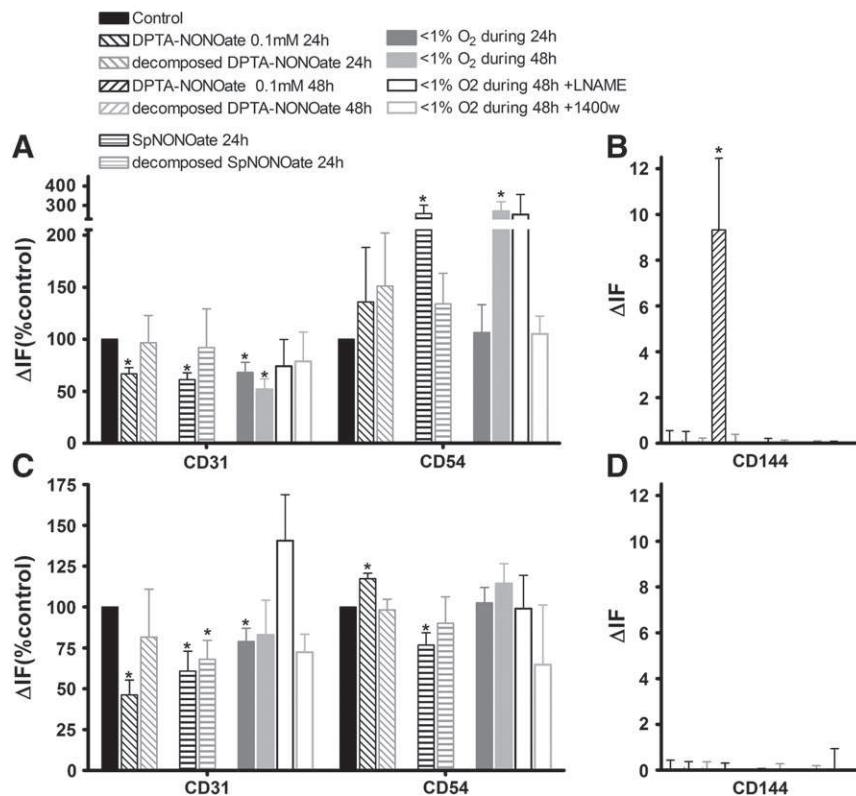 Control
DPTA-NONOate 0.1mM 24h
decomposed DPTA-NONOate 24h
DPTA-NONOate 0.1mM 48h
decomposed DPTA-NONOate 48h
SpNONOate 24h
decomposed SpNONOate 24h
<1% O2 during 24h
<1% O2 during 48h
<1% O2 during 48h +LNAME
<1% O2 during 48h +1400w
A
ΔIF(%control)
400
300
200
150
100
50
0
* * * * * *
CD31 CD54
B
ΔIF
12
10
8
6
4
2
0
*
CD144
C
ΔIF(%control)
175
150
125
100
75
50
25
0
* * * * * *
CD31 CD54
D
ΔIF
12
10
8
6
4
2
0
CD144